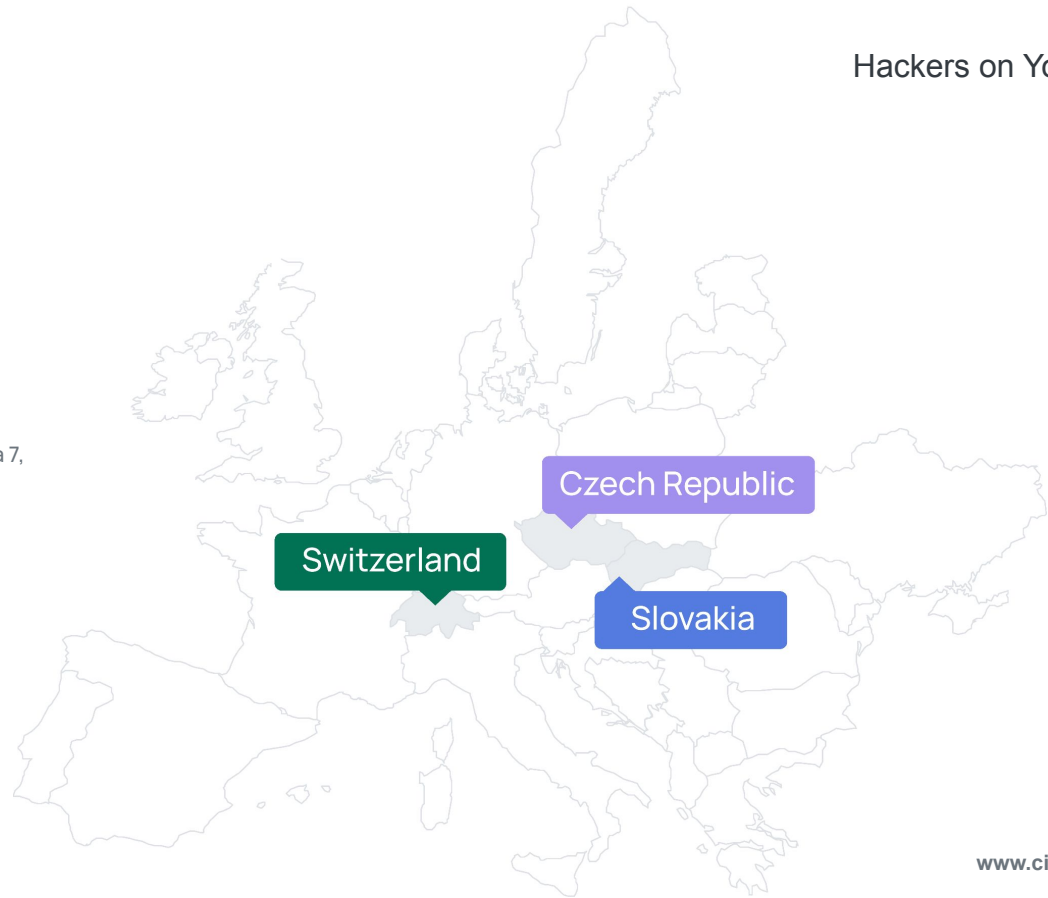 Hackers on Yo
a 7,
Czech Republic
Switzerland
Slovakia
www.ci